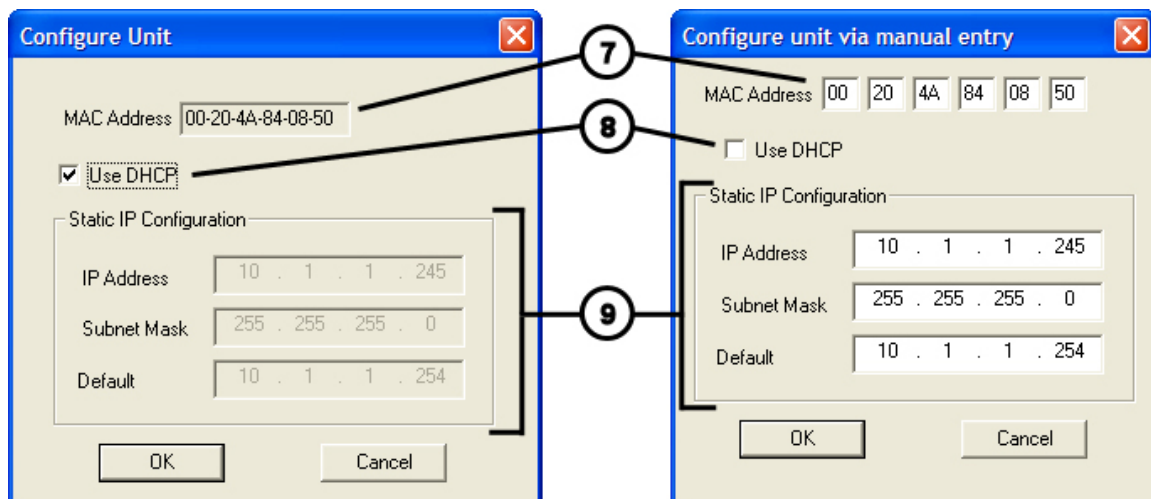 Configure Unit
MAC Address 00-20-4A-84-08-50
Use DHCP
Static IP Configuration
IP Address 10 . 1 . 1 . 245
Subnet Mask 255 . 255 . 255 . 0
Default 10 . 1 . 1 . 254
OK Cancel
7
8
9
Configure unit via manual entry
MAC Address 00 20 4A 84 08 50
Use DHCP
Static IP Configuration
IP Address 10 . 1 . 1 . 245
Subnet Mask 255 . 255 . 255 . 0
Default 10 . 1 . 1 . 254
OK Cancel